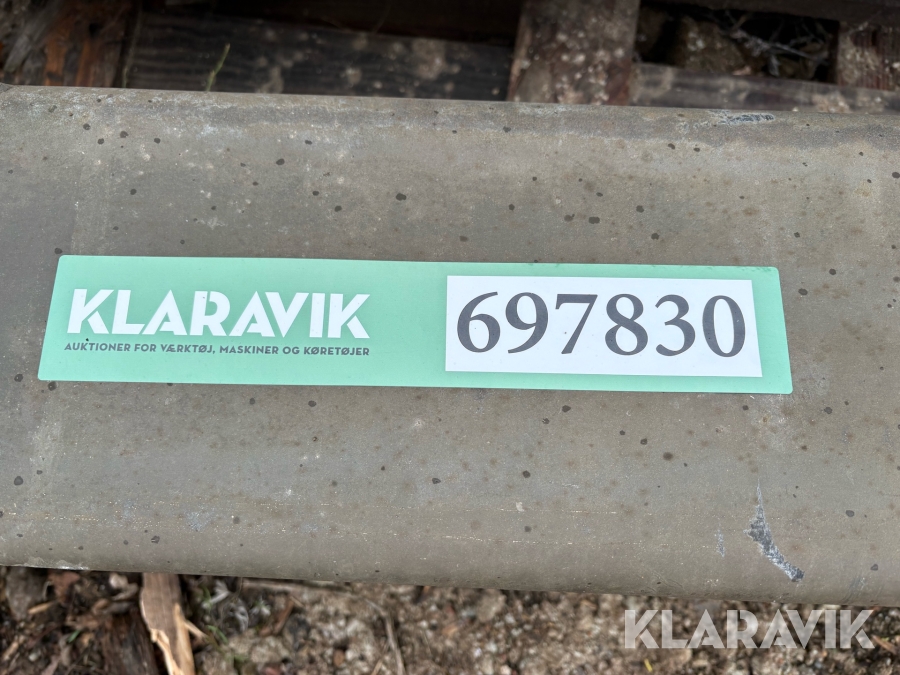 KLARAVIK
AUKTIONER FOR VÆRKTØJ, MASKINER OG KØRETØJER
697830
KLARAVIK